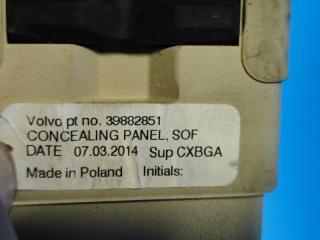 Volvo pt no. 39882851
CONCEALING PANEL, SOF
DATE 07.03.2014 Sup CXBGA
Made in Poland Initials: